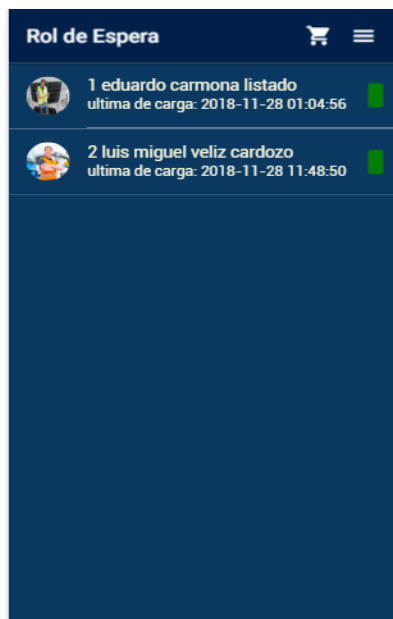 Rol de Espera
1 eduardo carmona listado
ultima de carga: 2018-11-28 01:04:56
2 luis miguel veliz cardozo
ultima de carga: 2018-11-28 11:48:50